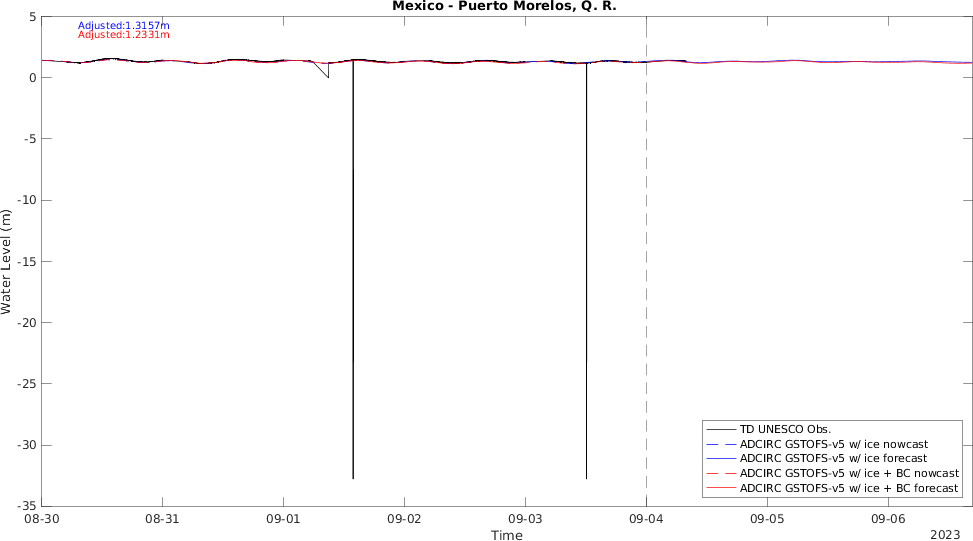 Mexico - Puerto Morelos, Q. R.
Adjusted:1.3157m
Adjusted:1.2331m
5
0
-5
-10
-15
-20
-25
-30
-35
Water Level (m)
TD UNESCO Obs.
ADCIRC GSTOFS-v5 w/ ice nowcast
ADCIRC GSTOFS-v5 w/ ice forecast
ADCIRC GSTOFS-v5 w/ ice + BC nowcast
ADCIRC GSTOFS-v5 w/ ice + BC forecast
08-30 08-31 09-01 09-02 09-03 09-04 09-05 09-06
Time
2023